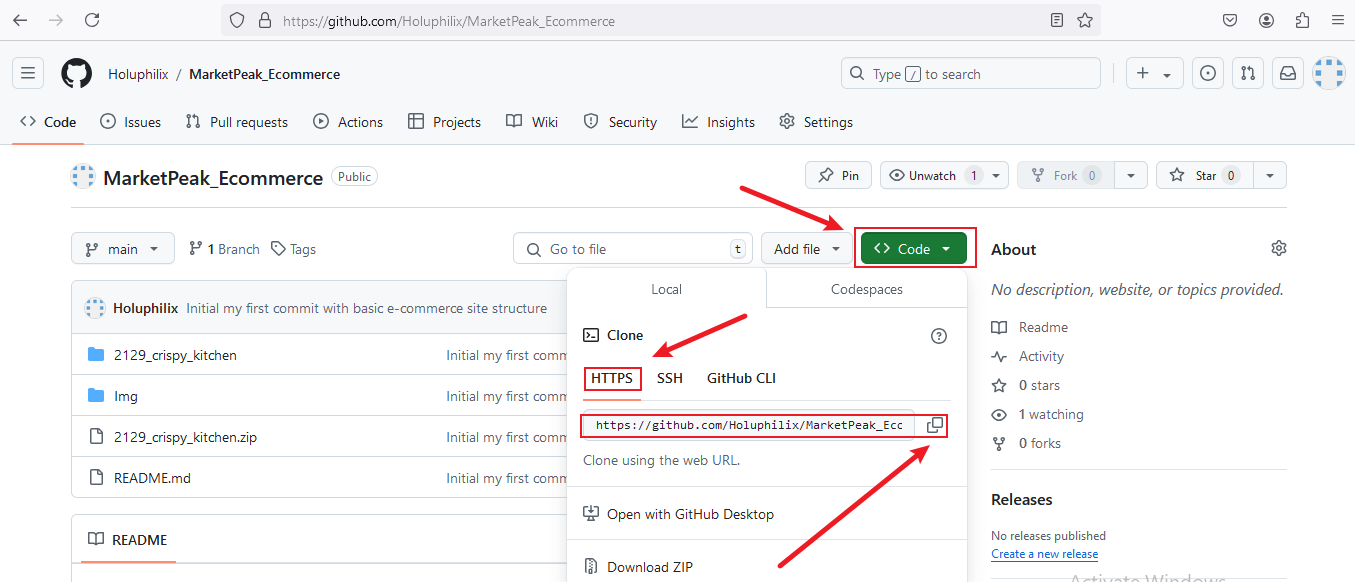 https://github.com/Holuphilix/MarketPeak_Ecommerce
Holuphilix / MarketPeak_Ecommerce
Type / to search
Code Issues Pull requests Actions Projects Wiki Security Insights Settings
MarketPeak_Ecommerce Public
Pin Unwatch 1 Fork 0 Star 0
main 1 Branch Tags Go to file t Add file Code
About
No description, website, or topics provided.
Readme
Activity
0 stars
1 watching
0 forks
Releases
No releases published
Create a new release
Holuphilix Initial my first commit with basic e-commerce site structure
2129_crispy_kitchen Initial my first comm
Img Initial my first comm
2129_crispy_kitchen.zip Initial my first comm
README.md Initial my first comm
README
Local Codespaces
Clone
HTTPS SSH GitHub CLI
https://github.com/Holuphilix/MarketPeak_Ecc
Clone using the web URL.
Open with GitHub Desktop
Download ZIP
Activate Windows